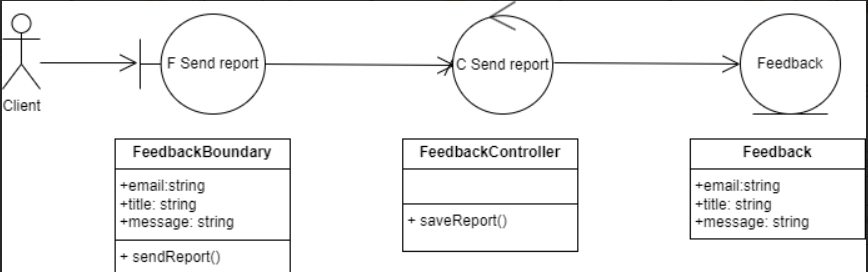 F Send report
C Send report
Feedback
Client
FeedbackBoundary
+email:string
+title: string
+message: string
+ sendReport()
FeedbackController
+ saveReport()
Feedback
+email:string
+title: string
+message: string